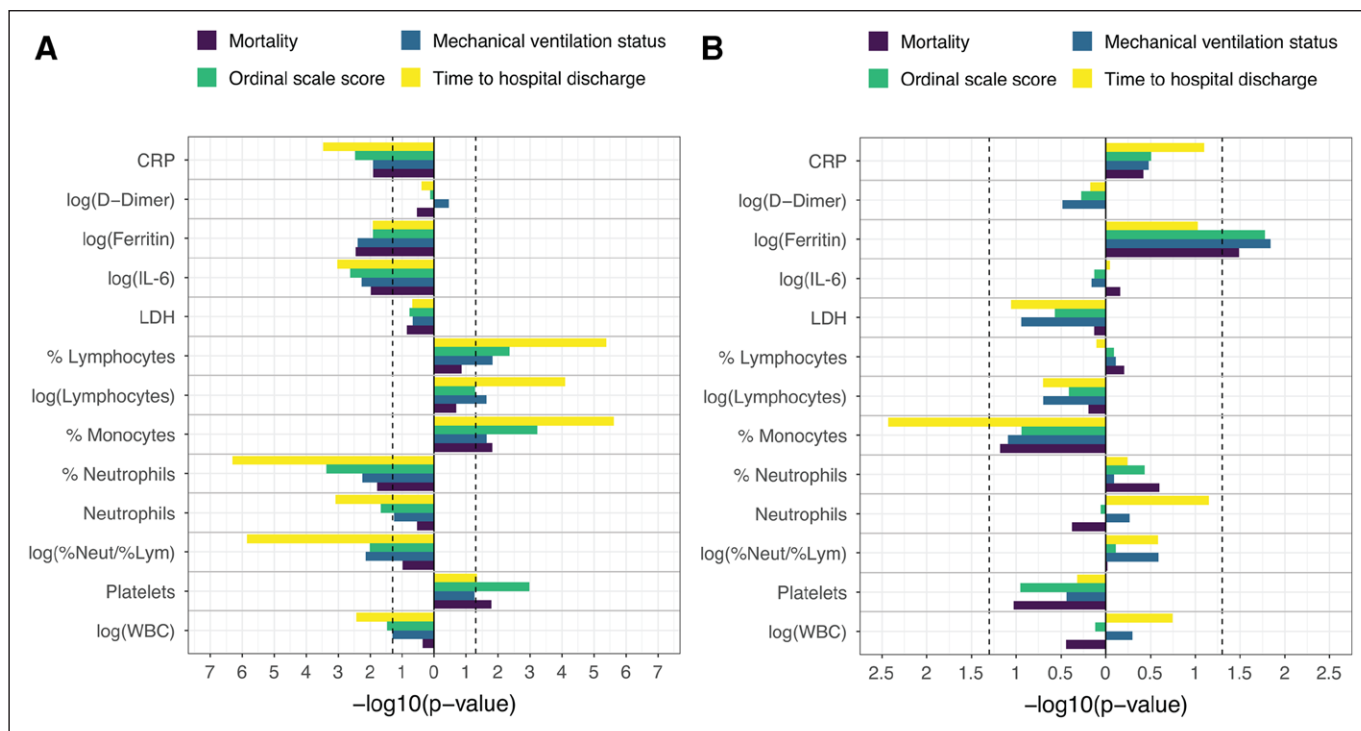 A
Mortality
Mechanical ventilation status
Ordinal scale score
Time to hospital discharge
CRP
log(D−Dimer)
log(Ferritin)
log(IL-6)
LDH
% Lymphocytes
log(Lymphocytes)
% Monocytes
% Neutrophils
Neutrophils
log(%Neut/%Lym)
Platelets
log(WBC)
7 6 5 4 3 2 1 0 1 2 3 4 5 6 7
−log10(p−value)
B
Mortality
Mechanical ventilation status
Ordinal scale score
Time to hospital discharge
CRP
log(D−Dimer)
log(Ferritin)
log(IL-6)
LDH
% Lymphocytes
log(Lymphocytes)
% Monocytes
% Neutrophils
Neutrophils
log(%Neut/%Lym)
Platelets
log(WBC)
2.5 2 1.5 1 0.5 0 0.5 1 1.5 2 2.5
−log10(p−value)